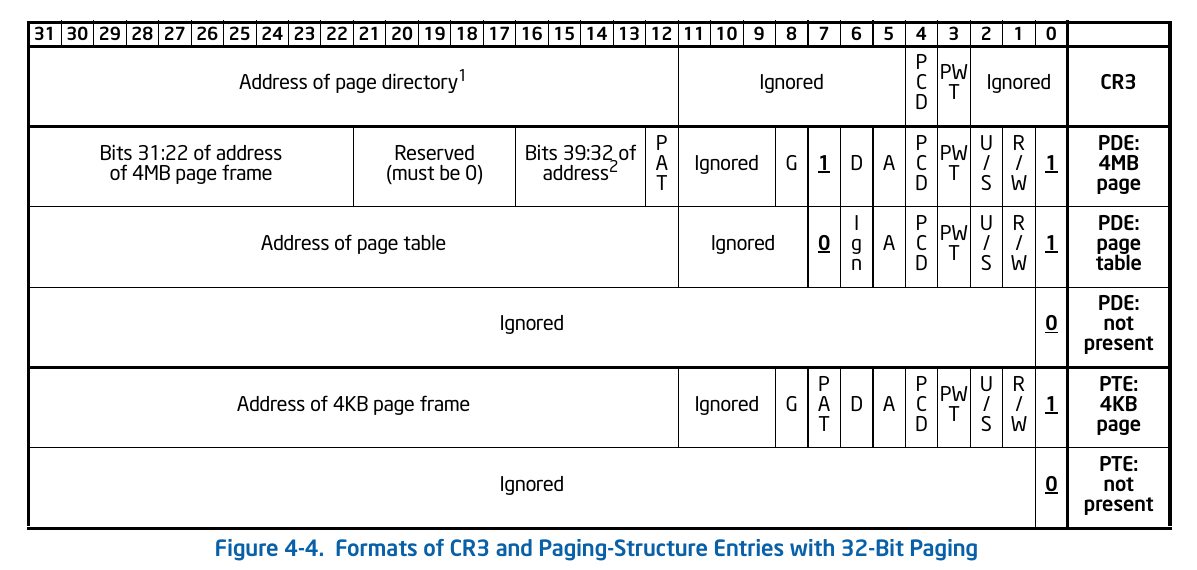 31 30 29 28 27 26 25 24 23 22 21 20 19 18 17 16 15 14 13 12 11 10 9 8 7 6 5 4 3 2 1 0
Address of page directory1
Ignored
P
C
D
PW
T
Ignored
CR3
Bits 31:22 of address
of 4MB page frame
Reserved
(must be 0)
Bits 39:32 of
address2
P
A
T
Ignored
G
1
D
A
P
C
D
PW
T
U
/
S
R
/
W
1
PDE:
4MB
page
Address of page table
Ignored
0
I
g
n
A
P
C
D
PW
T
U
/
S
R
/
W
1
PDE:
page
table
Ignored
0
PDE:
not
present
Address of 4KB page frame
Ignored
G
P
A
T
D
A
P
C
D
PW
T
U
/
S
R
/
W
1
PTE:
4KB
page
Ignored
0
PTE:
not
present
Figure 4-4. Formats of CR3 and Paging-Structure Entries with 32-Bit Paging